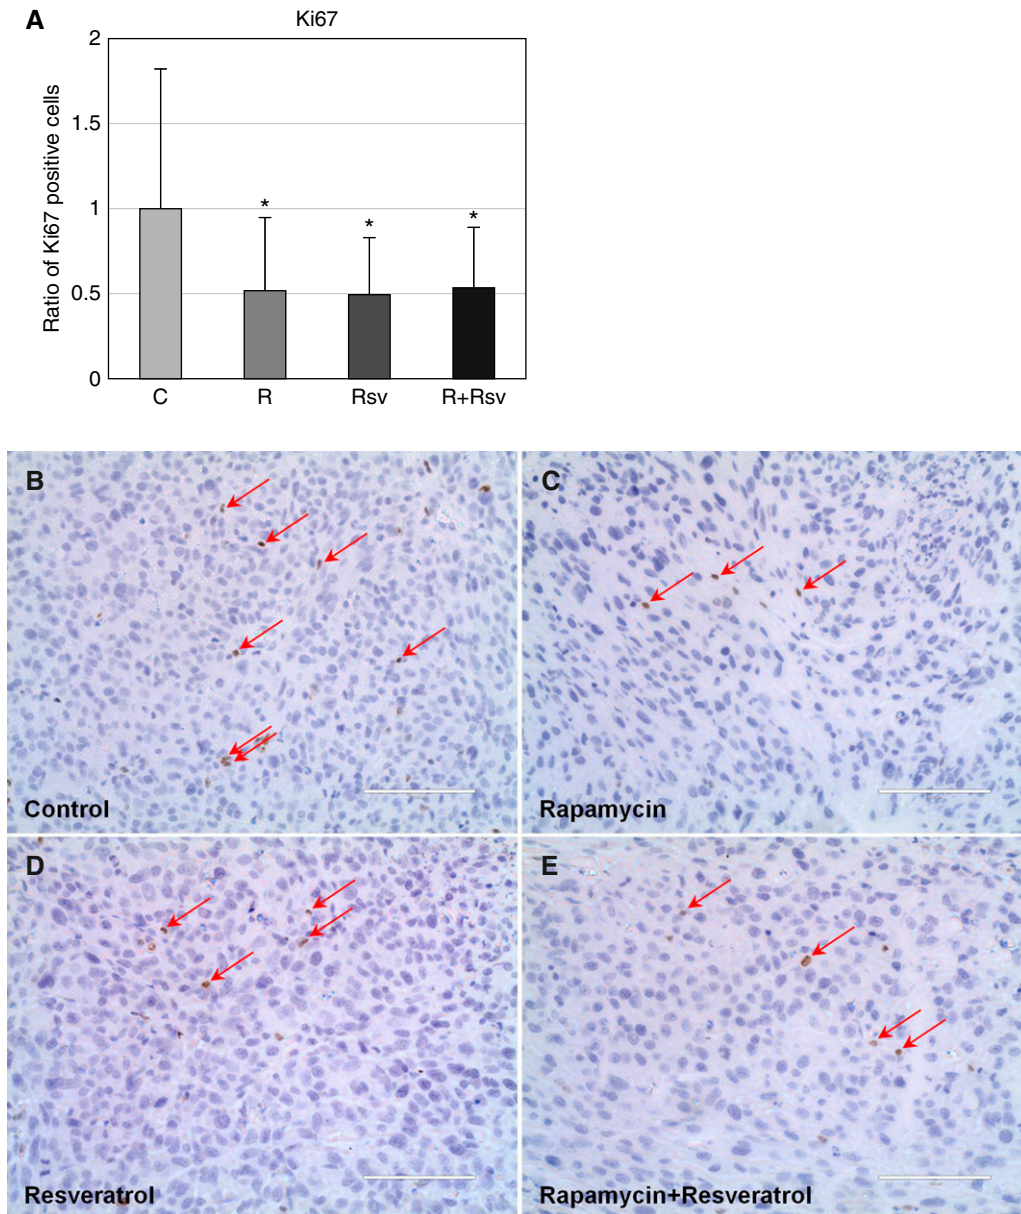 A
Ki67
Ratio of Ki67 positive cells
2
1.5
1
0.5
0
*
*
*
C R Rsv R+Rsv
B
C
Control
Rapamycin
D
E
Resveratrol
Rapamycin+Resveratrol